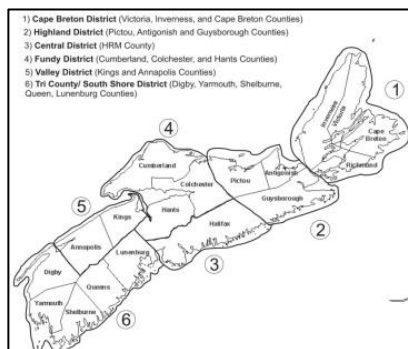 1) Cape Breton District (Victoria, Inverness, and Cape Breton Counties)
2) Highland District (Pictou, Antigonish and Guysborough Counties)
3) Central District (HRM County)
4) Fundy District (Cumberland, Colchester, and Hants Counties)
5) Valley District (Kings and Annapolis Counties)
6) Tri County/ South Shore District (Digby, Yarmouth, Shelburne,
Queen, Lunenburg Counties)
1
Inverness
Victoria
Cape
Breton
Richmond
4
Cumberland
Colchester
Pictou
Antigonish
Guysborough
5
Kings
Hants
Halifax
2
Annapolis
Lunenburg
3
Digby
Queens
Yarmouth
Shelburne
6